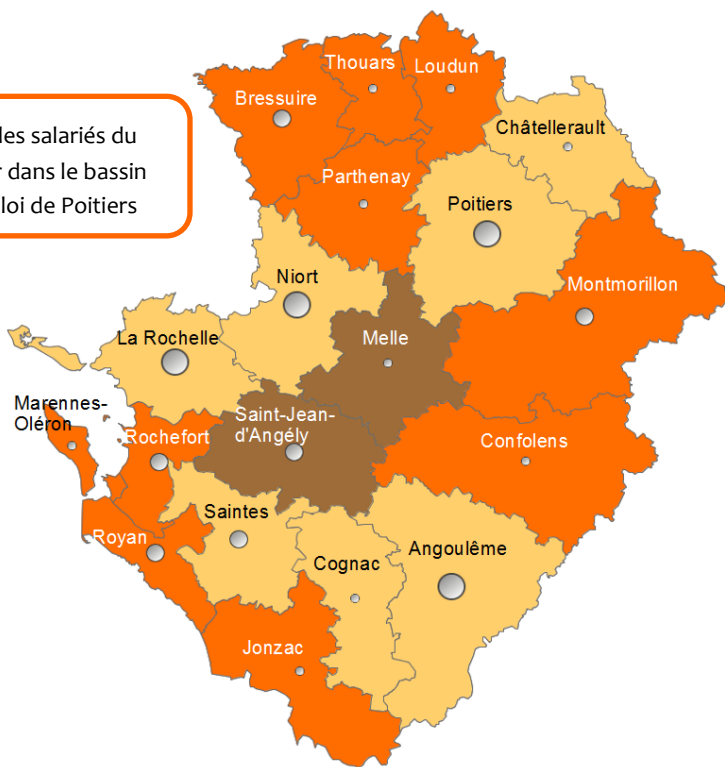 Thouars
Loudun
Bressuire
les salariés du
r dans le bassin
loi de Poitiers
Châtellerault
Parthenay
Poitiers
Niort
Montmorillon
La Rochelle
Melle
Marennes-
Oléron
Rochefort
Saint-Jean-
d'Angély
Confolens
Saintes
Royan
Cognac
Angoulême
Jonzac